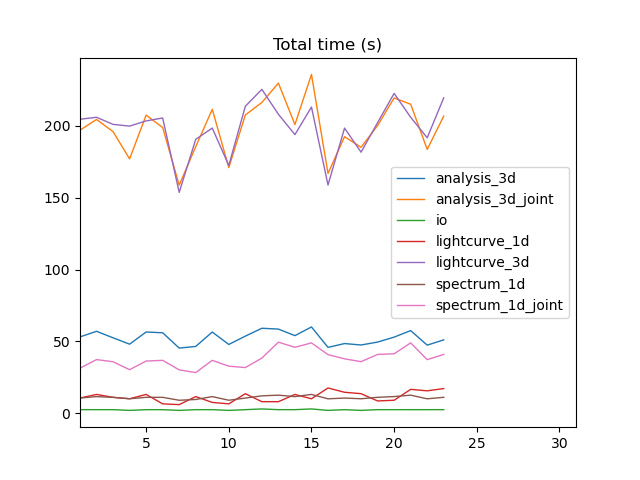 Total time (s)
200
150
100
50
0
analysis_3d
analysis_3d_joint
io
lightcurve_1d
lightcurve_3d
spectrum_1d
spectrum_1d_joint
5 10 15 20 25 30